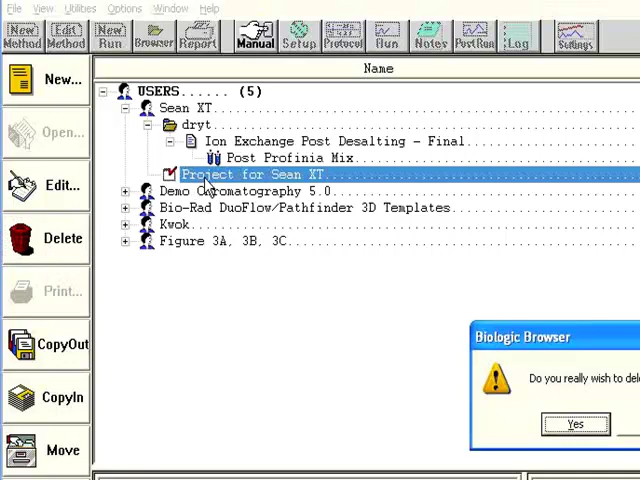 File View Utilities Options Window Help
New Method Edit Method New Run Browser Report Manual Setup Protocol Run Notes PostRun Log Settings
Name
New...
Open...
Edit...
Delete
Print...
CopyOut
CopyIn
Move
USERS...... (5)
Sean XT
dryt
Ion Exchange Post Desalting - Final
Post Profinia Mix
Project for Sean XT
Demo Chromatography 5.0
Bio-Rad DuoFlow/Pathfinder 3D Templates
Kwok
Figure 3A, 3B, 3C
Biologic Browser
Do you really wish to dele
Yes